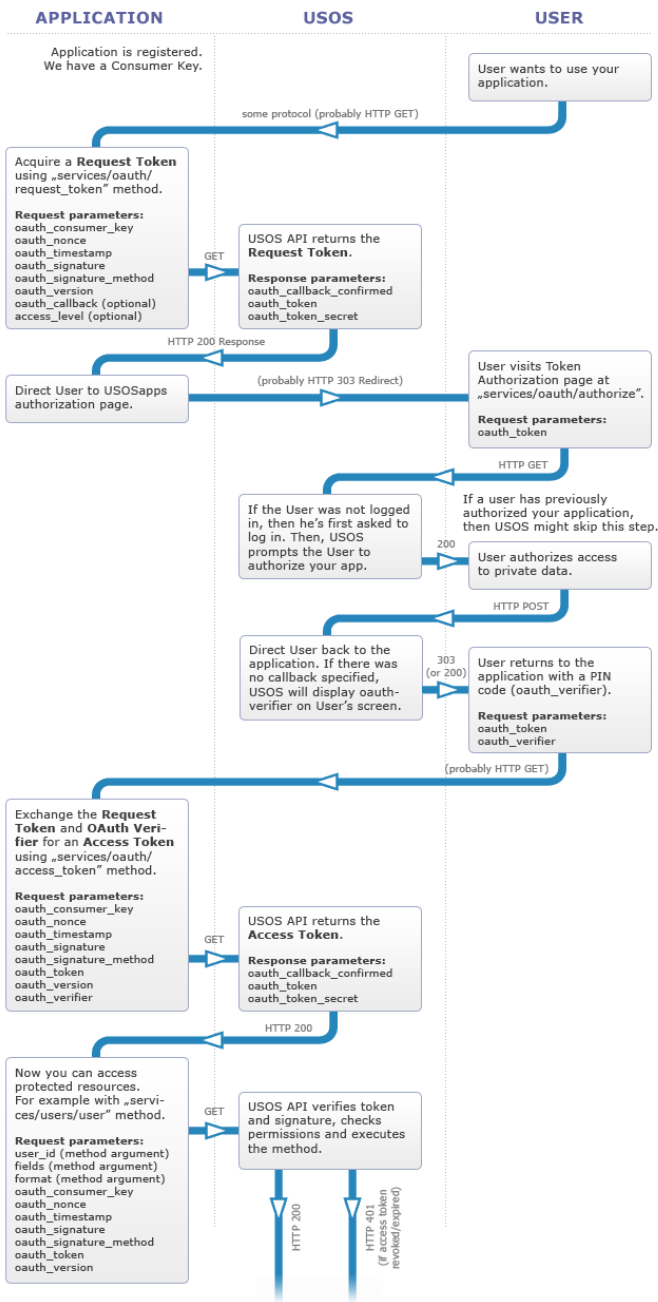 APPLICATION
USOS
USER
Application is registered.
We have a Consumer Key.
User wants to use your
application.
some protocol (probably HTTP GET)
Acquire a Request Token
using „services/oauth/
request_token” method.
Request parameters:
oauth_consumer_key
oauth_nonce
oauth_timestamp
oauth_signature
oauth_signature_method
oauth_version
oauth_callback (optional)
access_level (optional)
GET
USOS API returns the
Request Token.
Response parameters:
oauth_callback_confirmed
oauth_token
oauth_token_secret
HTTP 200 Response
Direct User to USOSapps
authorization page.
(probably HTTP 303 Redirect)
User visits Token
Authorization page at
„services/oauth/authorize”.
Request parameters:
oauth_token
HTTP GET
If the User was not logged
in, then he's first asked to
log in. Then, USOS
prompts the User to
authorize your app.
If a user has previously
authorized your application,
then USOS might skip this step.
200
User authorizes access
to private data.
HTTP POST
Direct User back to the
application. If there was
no callback specified,
USOS will display oauth-
verifier on User's screen.
303
(or 200)
User returns to the
application with a PIN
code (oauth_verifier).
Request parameters:
oauth_token
oauth_verifier
(probably HTTP GET)
Exchange the Request
Token and OAuth Veri-
fier for an Access Token
using „services/oauth/
access_token” method.
Request parameters:
oauth_consumer_key
oauth_nonce
oauth_timestamp
oauth_signature
oauth_signature_method
oauth_token
oauth_version
oauth_verifier
GET
USOS API returns the
Access Token.
Response parameters:
oauth_callback_confirmed
oauth_token
oauth_token_secret
HTTP 200
Now you can access
protected resources.
For example with „servi-
ces/users/user” method.
Request parameters:
user_id (method argument)
fields (method argument)
format (method argument)
oauth_consumer_key
oauth_nonce
oauth_timestamp
oauth_signature
oauth_signature_method
oauth_token
oauth_version
GET
USOS API verifies token
and signature, checks
permissions and executes
the method.
HTTP 200
HTTP 401
(if access token
revoked/expired)